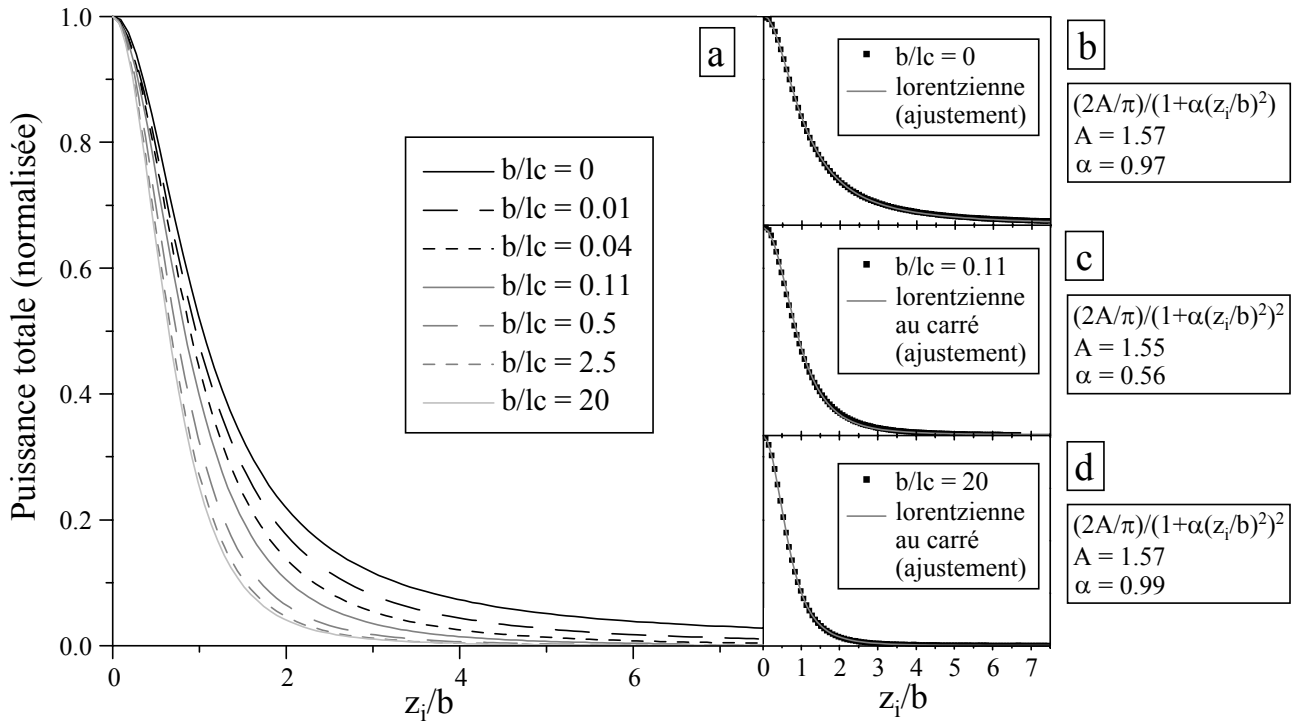 Puissance totale (normalisée)
1.0
0.8
0.6
0.4
0.2
0.0
0
2
4
6
z_i/b
a
b/lc = 0
b/lc = 0.01
b/lc = 0.04
b/lc = 0.11
b/lc = 0.5
b/lc = 2.5
b/lc = 20
b/lc = 0
lorentzienne
(ajustement)
b
(2A/π)/(1+α(z_i/b)²)
A = 1.57
α = 0.97
b/lc = 0.11
lorentzienne
au carré
(ajustement)
c
(2A/π)/(1+α(z_i/b)²)²
A = 1.55
α = 0.56
b/lc = 20
lorentzienne
au carré
(ajustement)
d
(2A/π)/(1+α(z_i/b)²)²
A = 1.57
α = 0.99
0 1 2 3 4 5 6 7
z_i/b